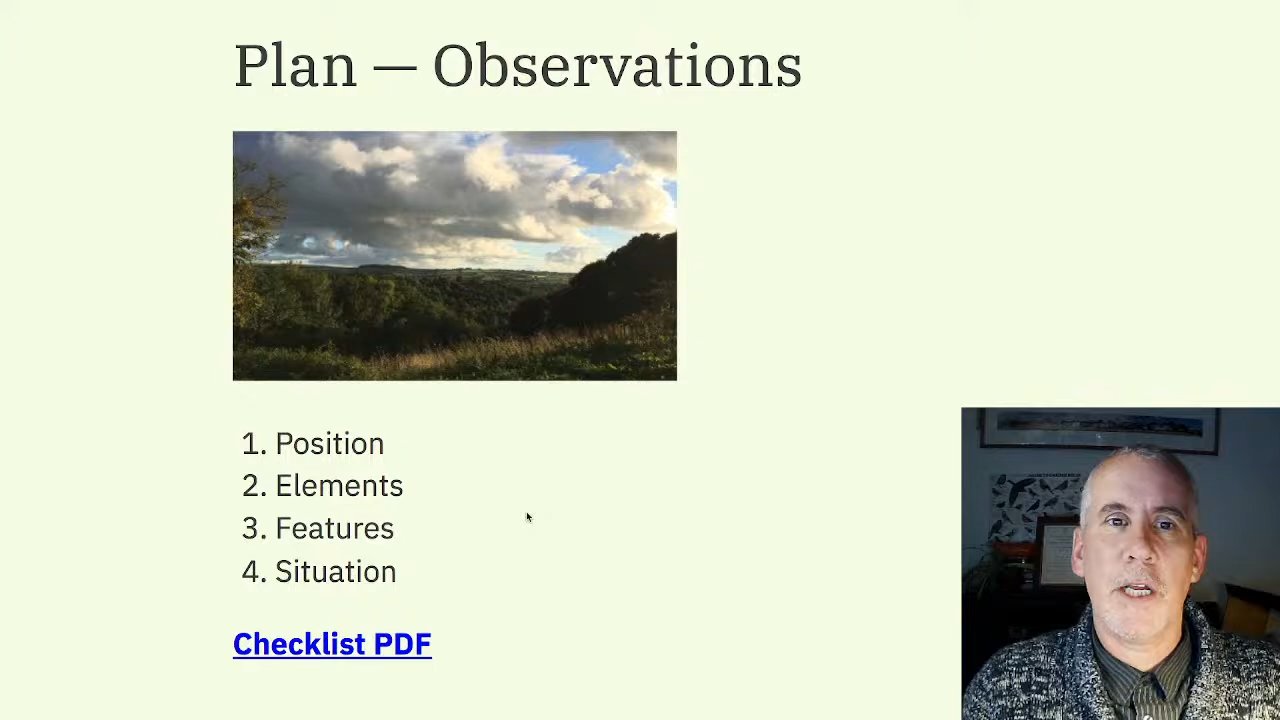 Plan — Observations
1. Position
2. Elements
3. Features
4. Situation
Checklist PDF